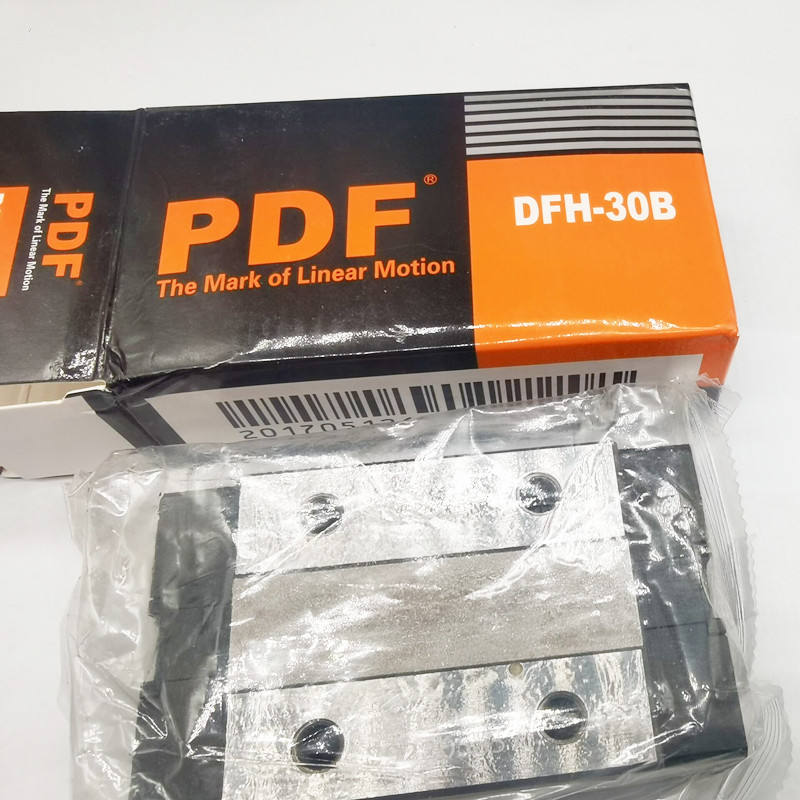 PDF®
The Mark of Linear Motion
DFH-30B
PDF®
The Mark of Linear Motion